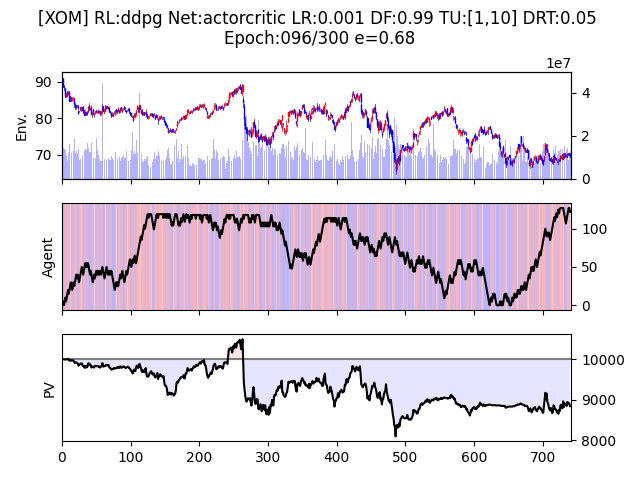 [XOM] RL:ddpg Net:actorcritic LR:0.001 DF:0.99 TU:[1,10] DRT:0.05
Epoch:096/300 e=0.68
1e7
90
80
70
Env.
4
2
0
Agent
100
50
0
PV
10000
9000
8000
0 100 200 300 400 500 600 700